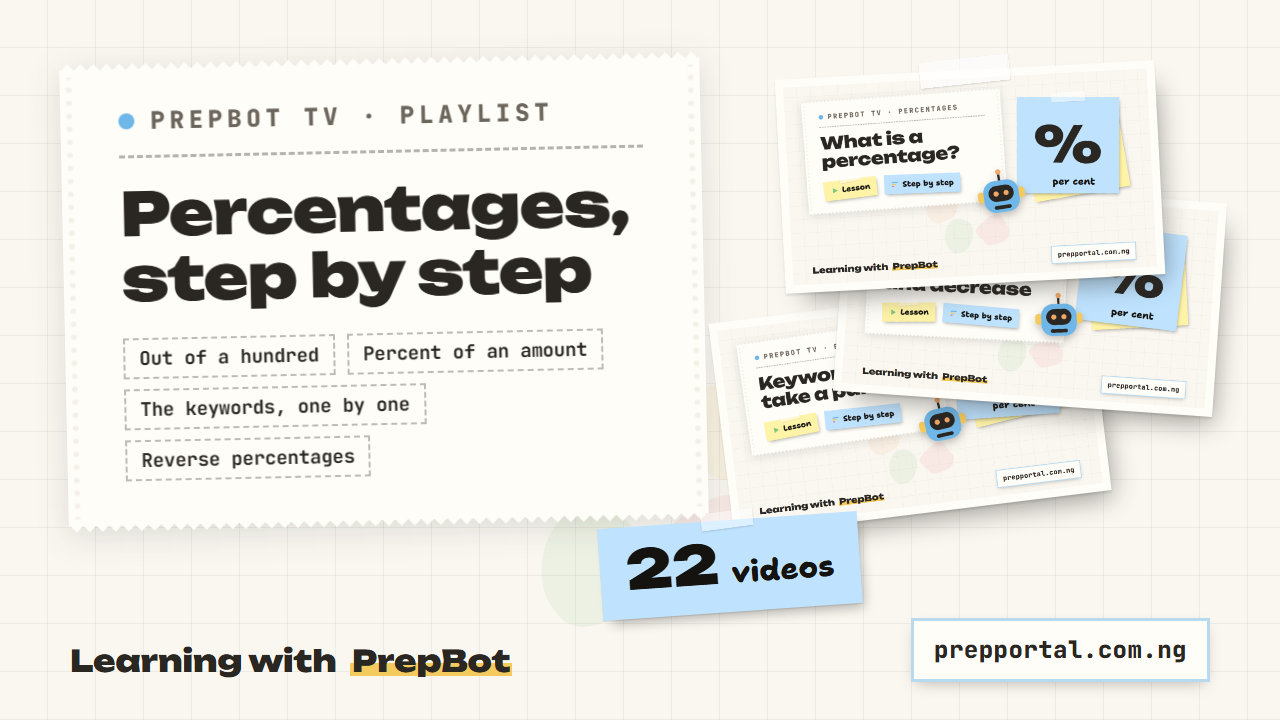 PREPBOT TV · PLAYLIST
Percentages,
step by step
Out of a hundred
Percent of an amount
The keywords, one by one
Reverse percentages
PREPBOT TV · PERCENTAGES
What is a
percentage?
Lesson
Step by step
%
per cent
Learning with PrepBot
prepportal.com.ng
decrease
Lesson
Step by step
%
per cent
Learning with PrepBot
prepportal.com.ng
PREPBOT TV ·
take a
Lesson
Step by step
per cent
Learning with PrepBot
prepportal.com.ng
22 videos
Learning with PrepBot
prepportal.com.ng